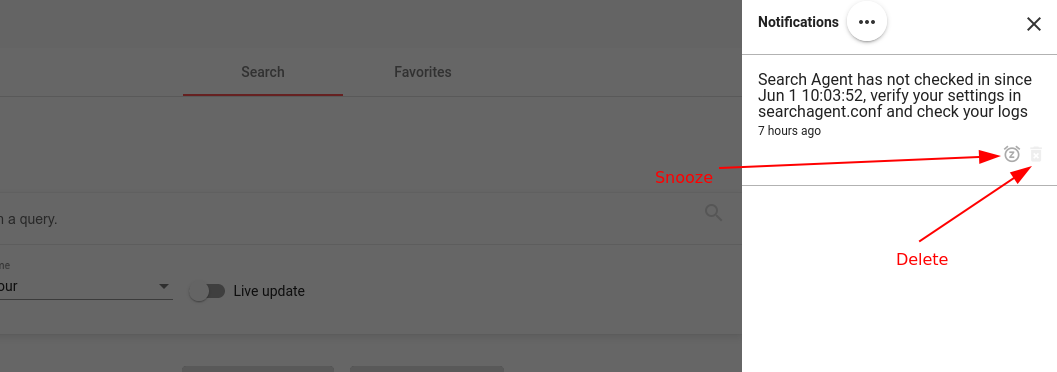 Notifications
Search
Favorites
Search Agent has not checked in since
Jun 1 10:03:52, verify your settings in
searchagent.conf and check your logs
7 hours ago
Snooze
a query.
Delete
our
Live update